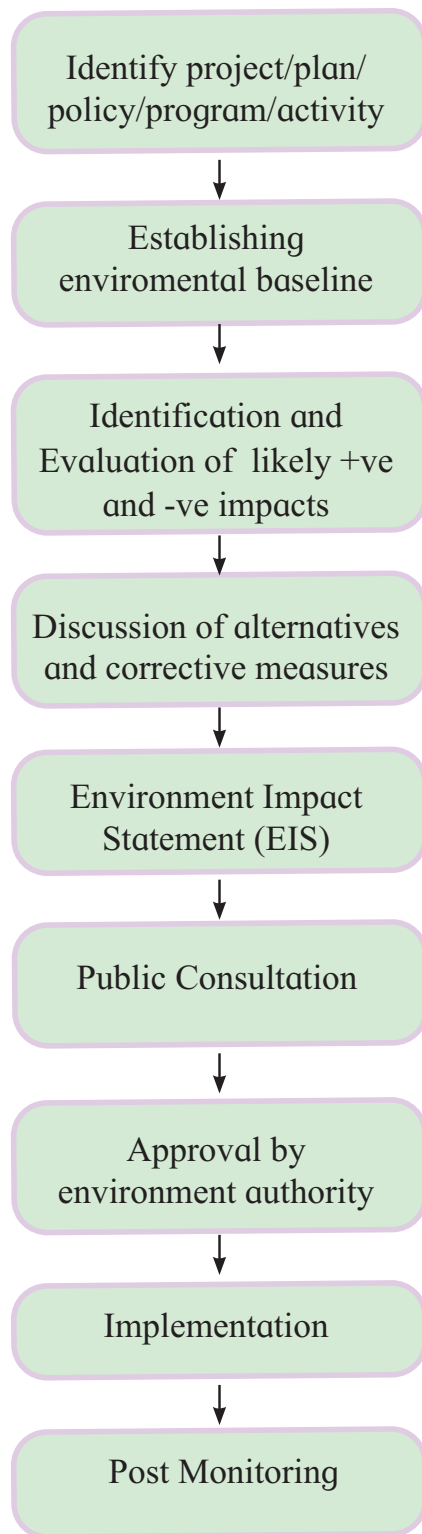 Identify project/plan/
policy/program/activity
Establishing
enviromental baseline
Identification and
Evaluation of likely +ve
and -ve impacts
Discussion of alternatives
and corrective measures
Environment Impact
Statement (EIS)
Public Consultation
Approval by
environment authority
Implementation
Post Monitoring